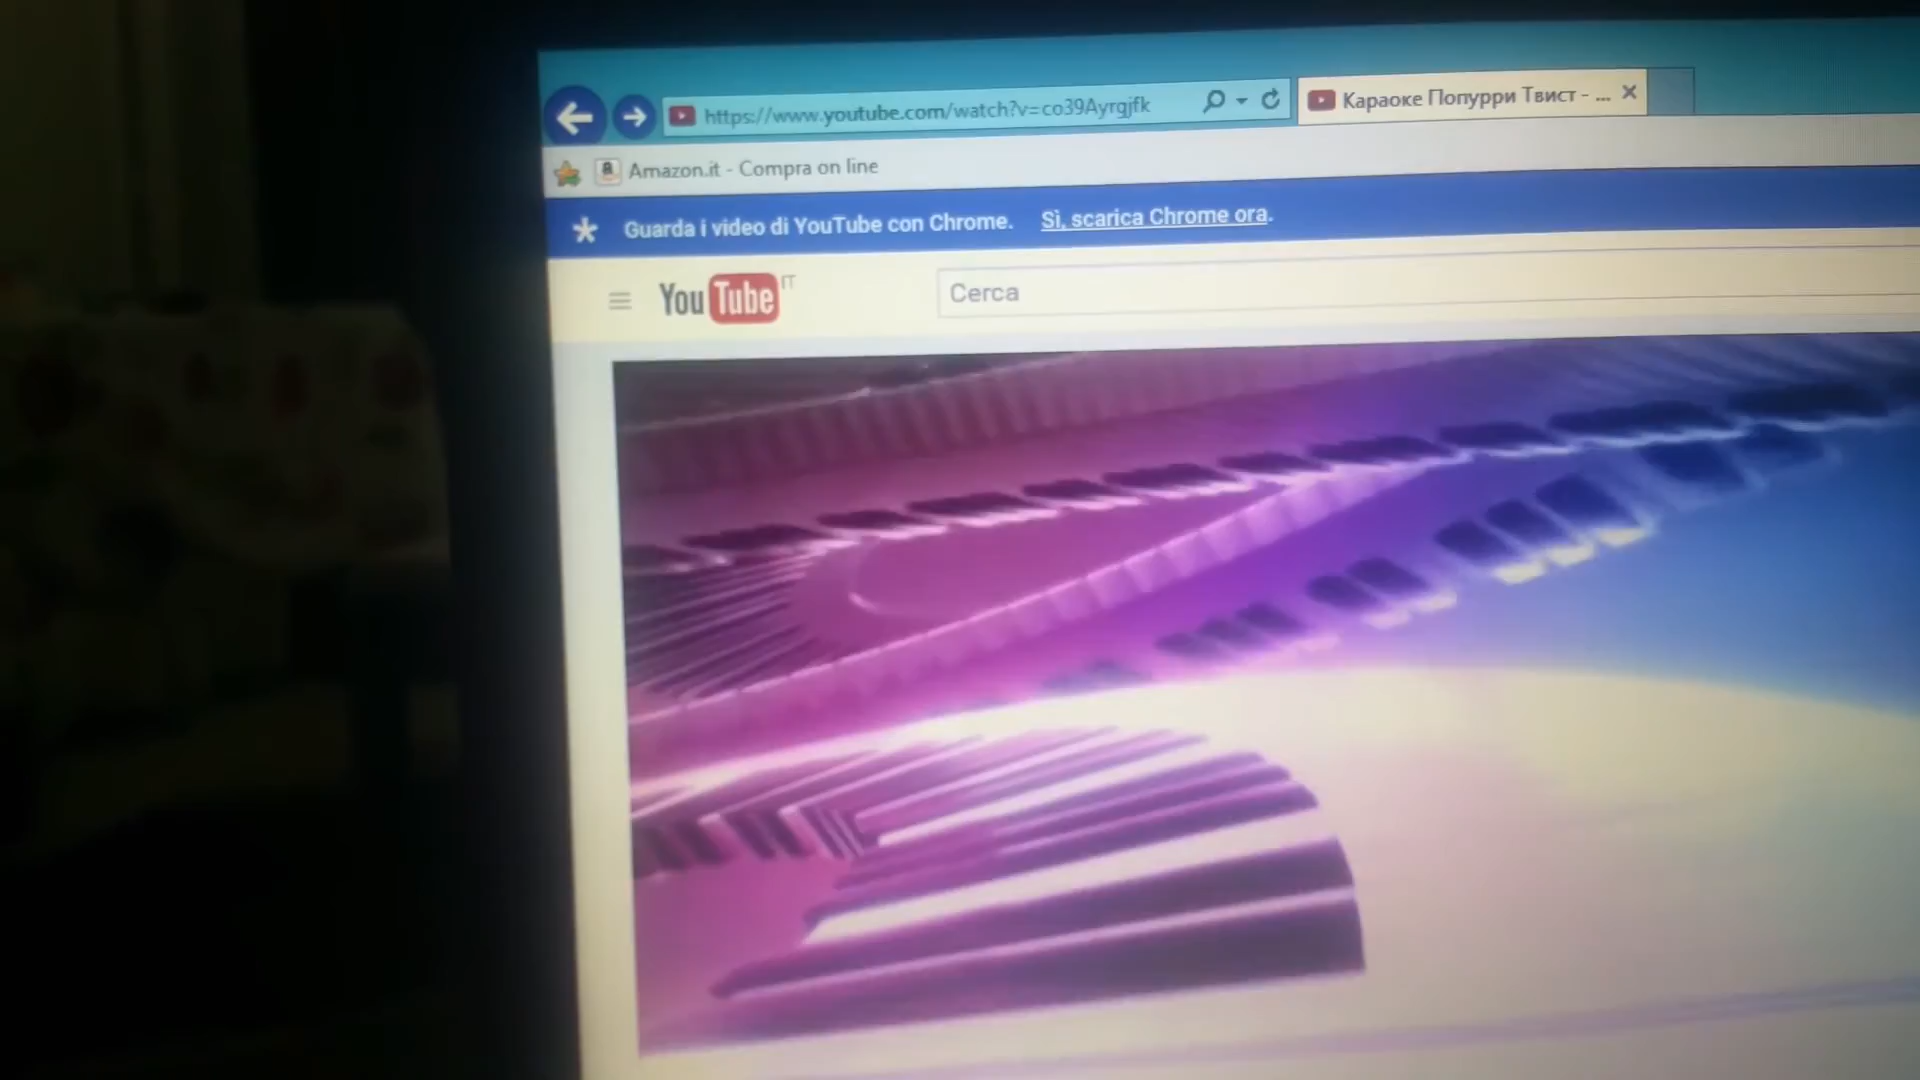 https://www.youtube.com/watch?v=co39Ayrgjfk
Караоке Попурри Твист - ...
Amazon.it - Compra on line
Guarda i video di YouTube con Chrome. Sì, scarica Chrome ora.
YouTube IT
Cerca